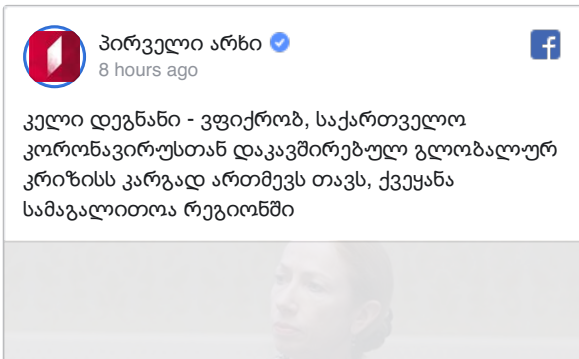 პირველი არხი
8 hours ago
კელი დეგნანი - ვფიქრობ, საქართველო
კორონავირუსთან დაკავშირებულ გლობალურ
კრიზისს კარგად ართმევს თავს, ქვეყანა
სამაგალითოა რეგიონში